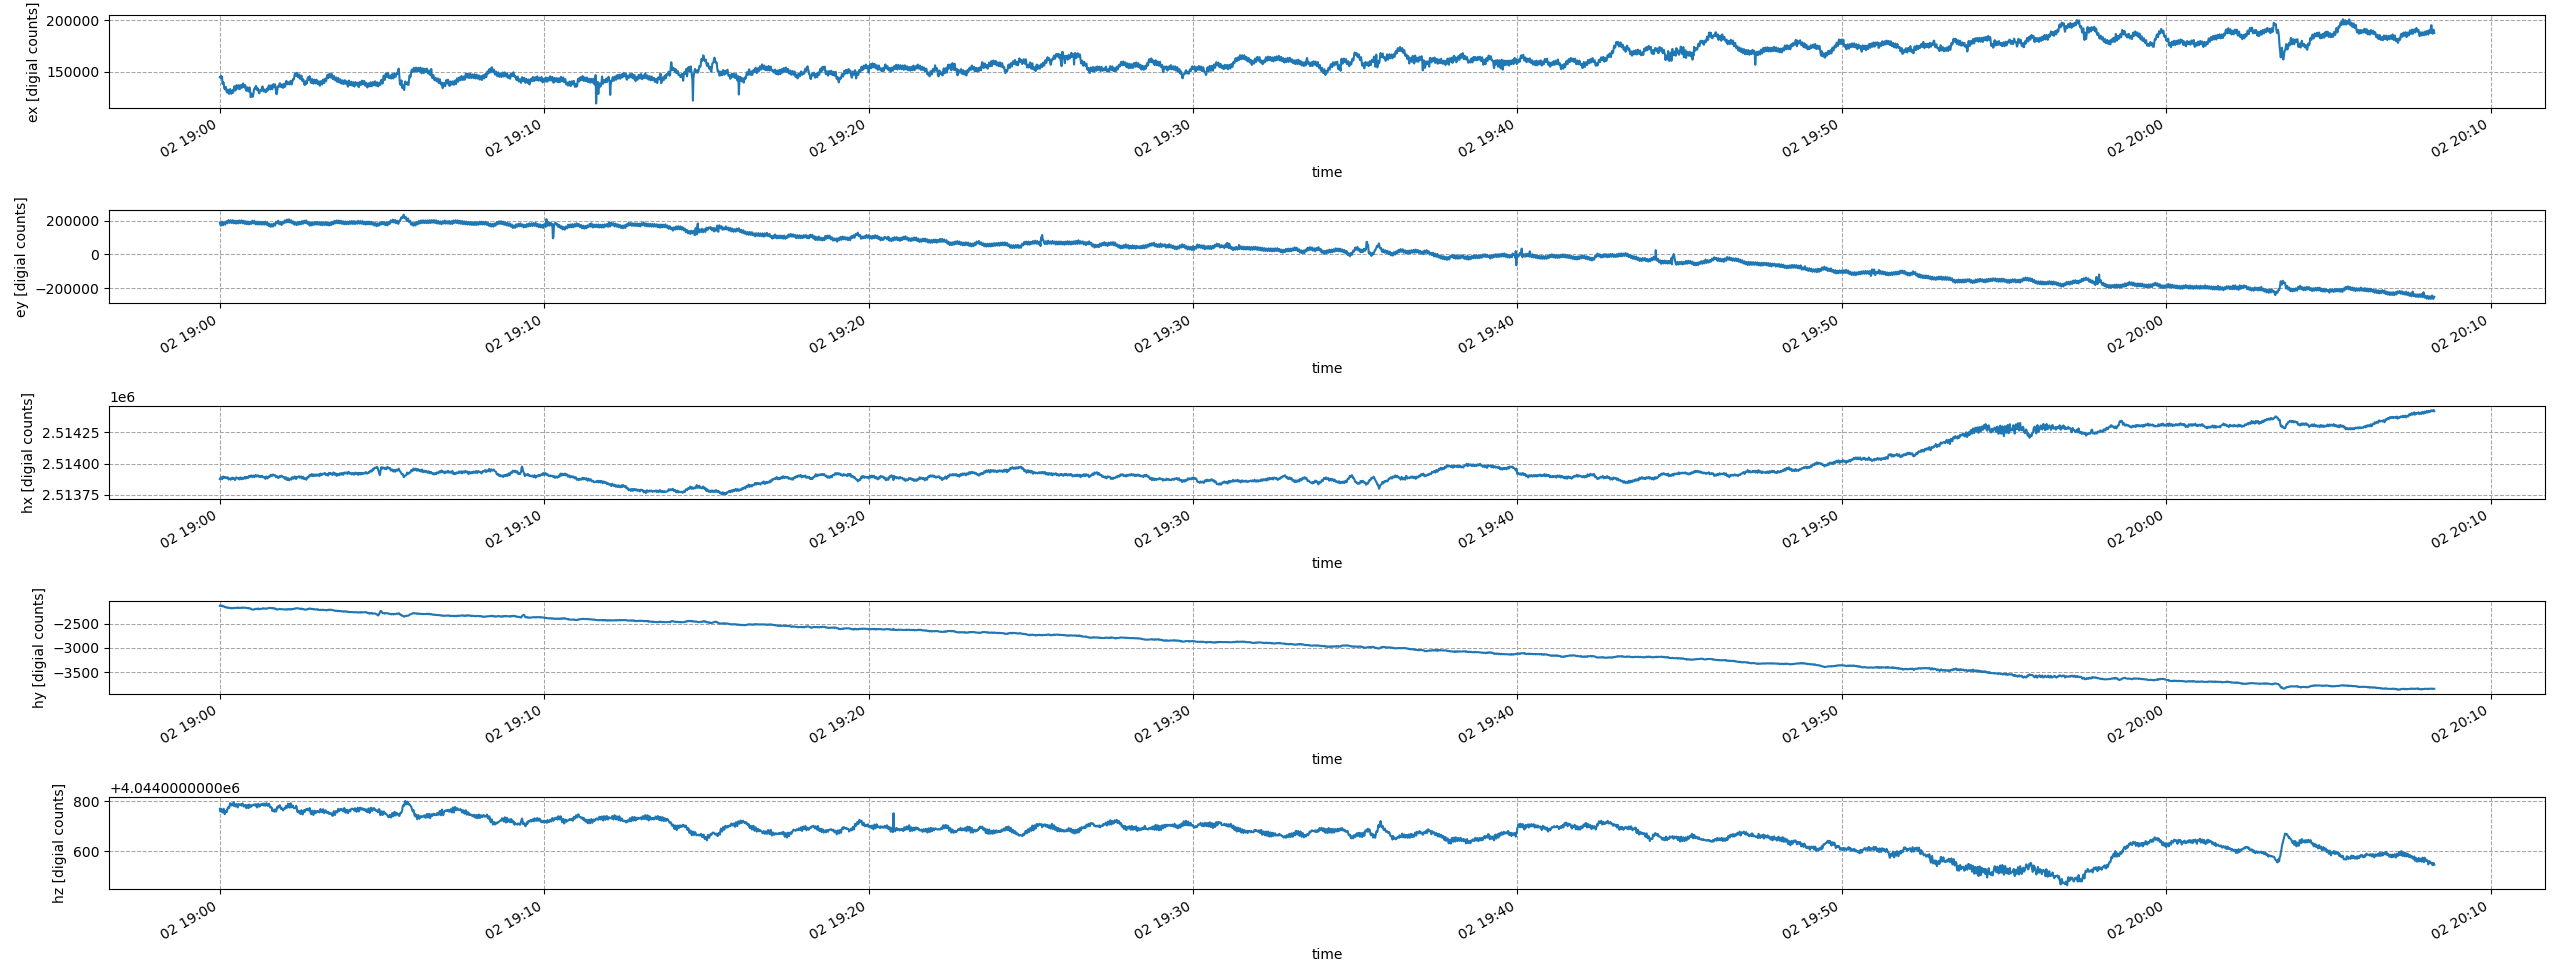 ex [digial counts]
200000
150000
02 19:00 02 19:10 02 19:20 02 19:30 02 19:40 02 19:50 02 20:00 02 20:10
time
ey [digial counts]
200000
0
−200000
02 19:00 02 19:10 02 19:20 02 19:30 02 19:40 02 19:50 02 20:00 02 20:10
time
1e6
hx [digial counts]
2.51425
2.51400
2.51375
02 19:00 02 19:10 02 19:20 02 19:30 02 19:40 02 19:50 02 20:00 02 20:10
time
hy [digial counts]
−2500
−3000
−3500
02 19:00 02 19:10 02 19:20 02 19:30 02 19:40 02 19:50 02 20:00 02 20:10
time
+4.0440000000e6
hz [digial counts]
800
600
02 19:00 02 19:10 02 19:20 02 19:30 02 19:40 02 19:50 02 20:00 02 20:10
time